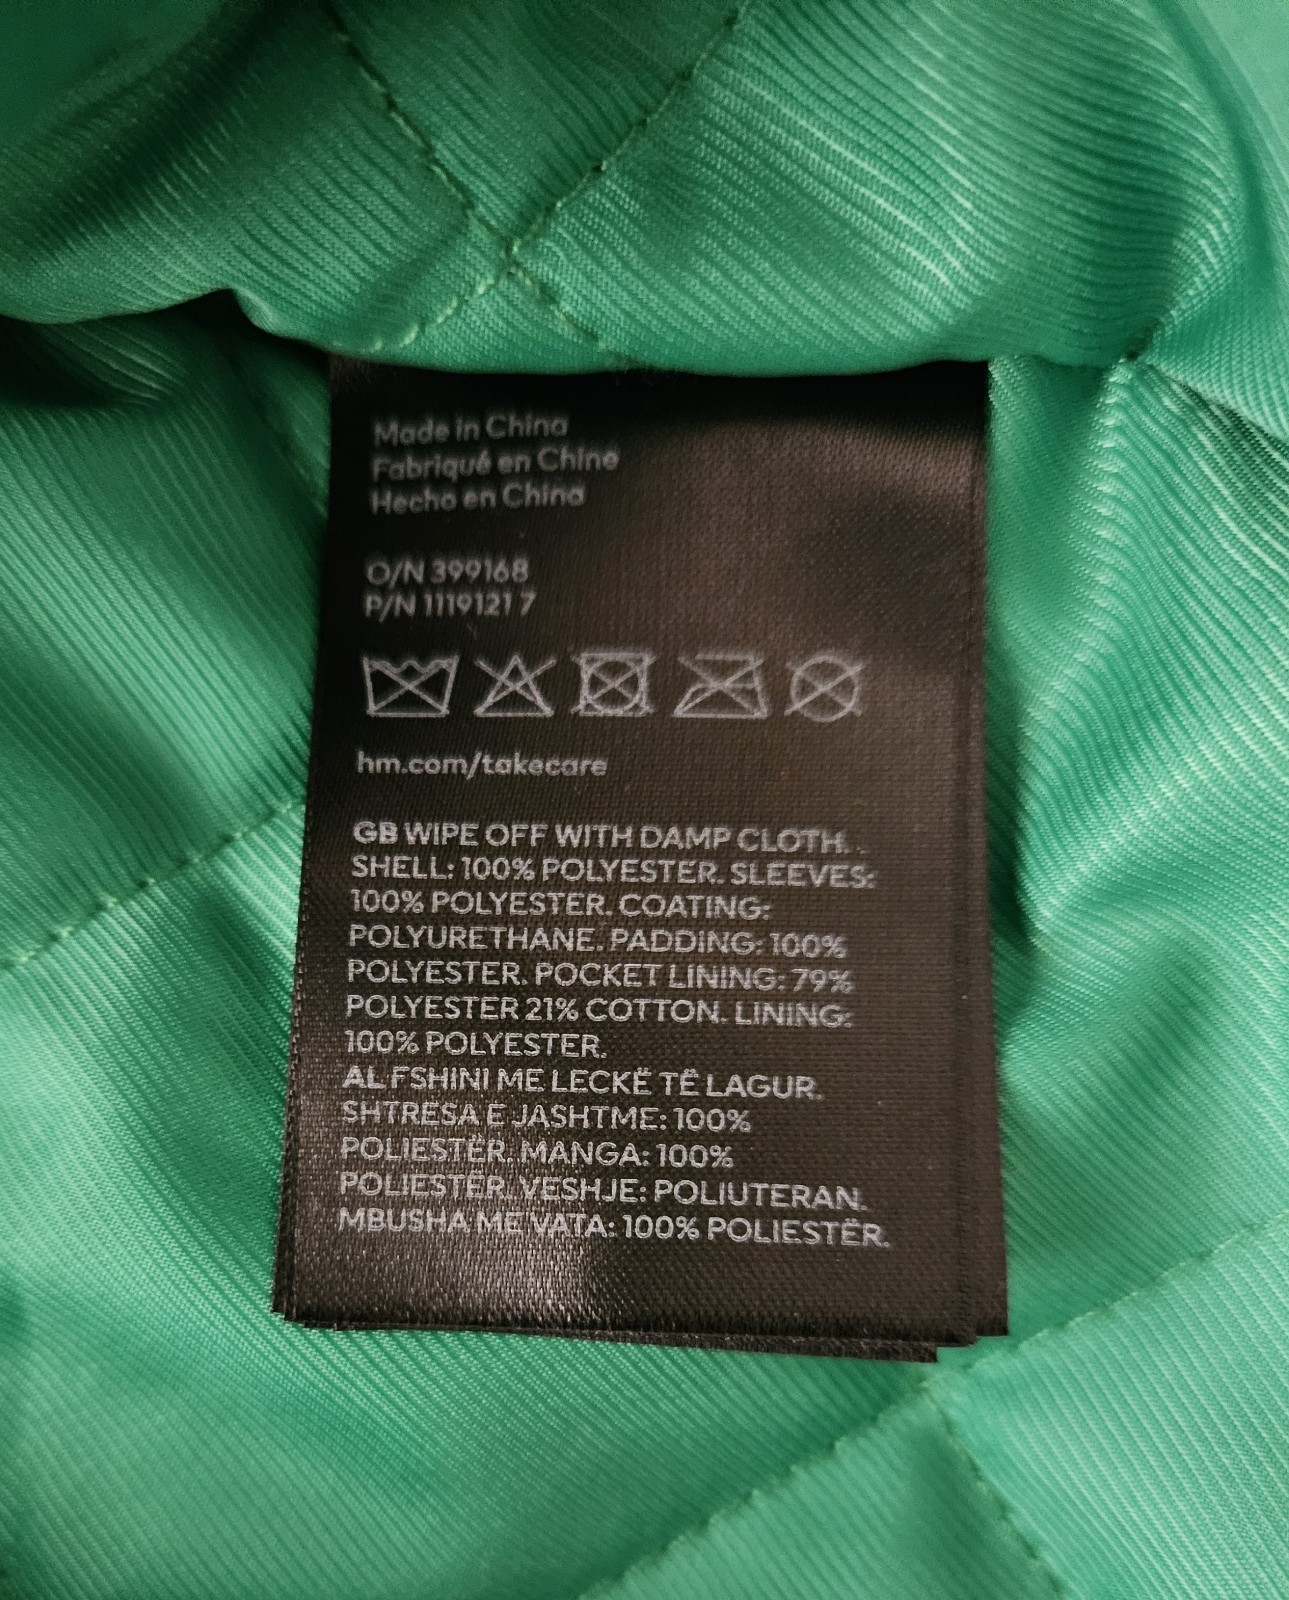 Made in China
Fabriqué en Chine
Hecho en China
O/N 399168
P/N 11191217
hm.com/takecare
GB WIPE OFF WITH DAMP CLOTH.
SHELL: 100% POLYESTER. SLEEVES:
100% POLYESTER. COATING:
POLYURETHANE. PADDING: 100%
POLYESTER. POCKET LINING: 79%
POLYESTER 21% COTTON. LINING:
100% POLYESTER.
AL FSHINI ME LECKË TË LAGUR.
SHTRESA E JASHTME: 100%
POLIESTËR. MANGA: 100%
POLIESTËR. VESHJE: POLIUTERAN.
MBUSHA ME VATA: 100% POLIESTËR.